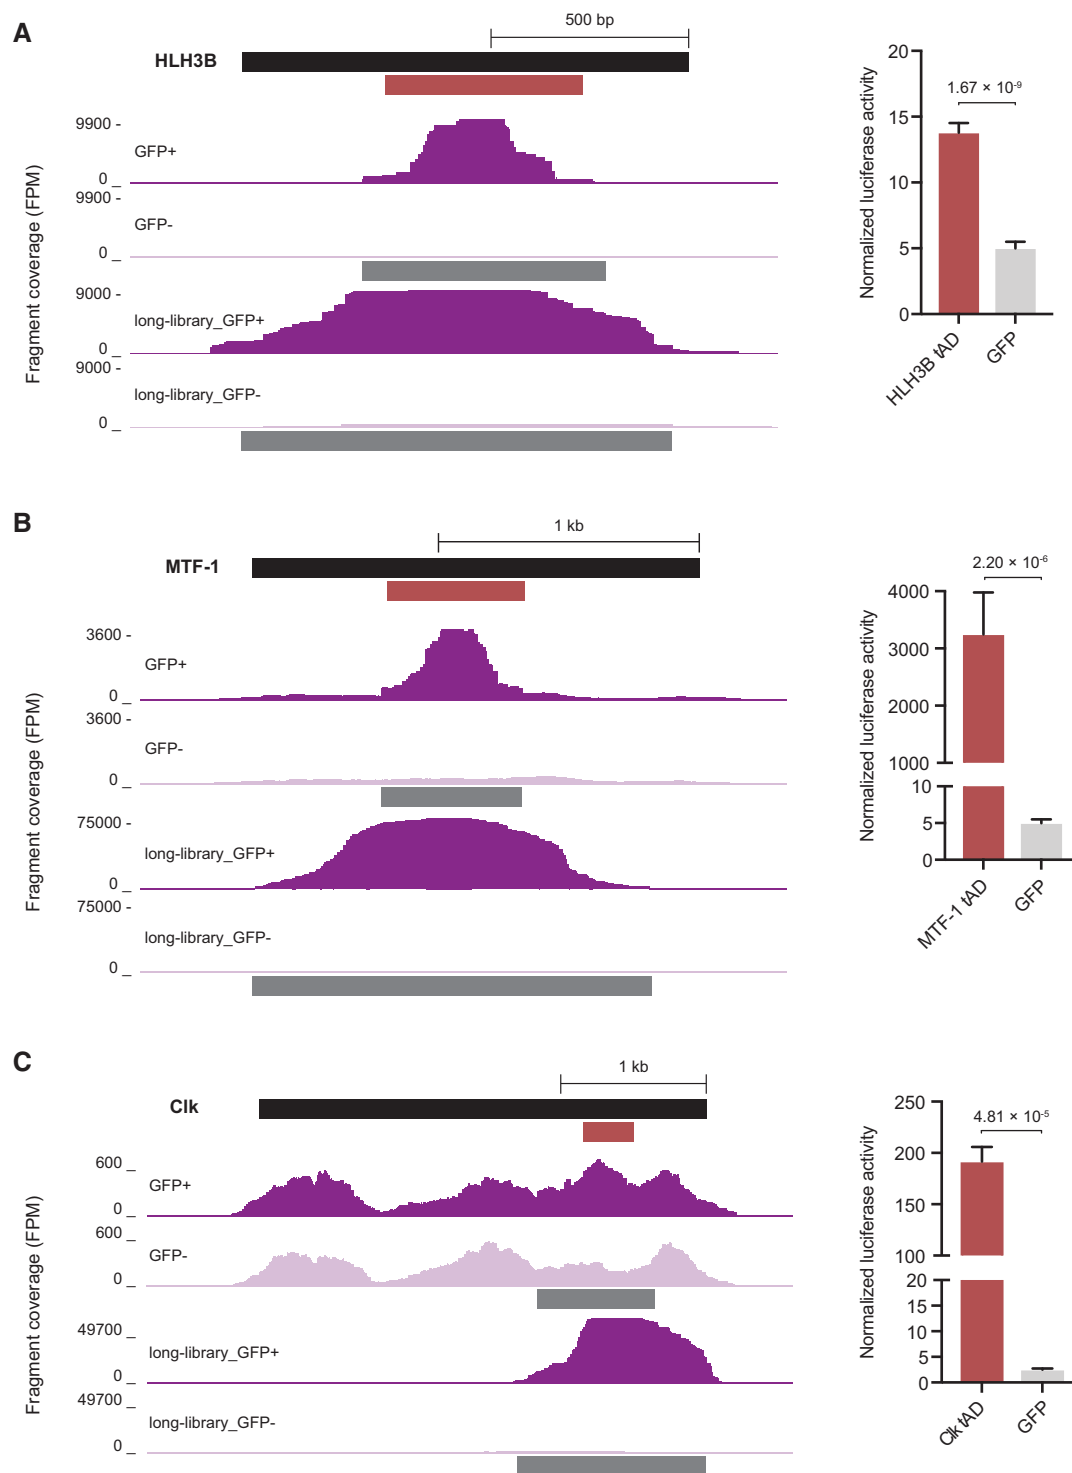 A
500 bp
HLH3B
9900 -
GFP+
0 _
9900 -
GFP-
0 _
9000 -
long-library_GFP+
0 _
9000 -
long-library_GFP-
0 _
Fragment coverage (FPM)
Normalized luciferase activity
20
15
10
5
0
1.67 × 10-9
HLH3B tAD
GFP
B
1 kb
MTF-1
3600 -
GFP+
0 _
3600 -
GFP-
0 _
75000 -
long-library_GFP+
0 _
75000 -
long-library_GFP-
0 _
Fragment coverage (FPM)
Normalized luciferase activity
4000
3000
2000
1000
10
5
0
2.20 × 10-6
MTF-1 tAD
GFP
C
1 kb
Clk
600 _
GFP+
0 _
600 _
GFP-
0 _
49700 _
long-library_GFP+
0 _
49700 _
long-library_GFP-
0 _
Fragment coverage (FPM)
Normalized luciferase activity
250
200
150
100
20
15
10
5
0
4.81 × 10-5
Clk tAD
GFP